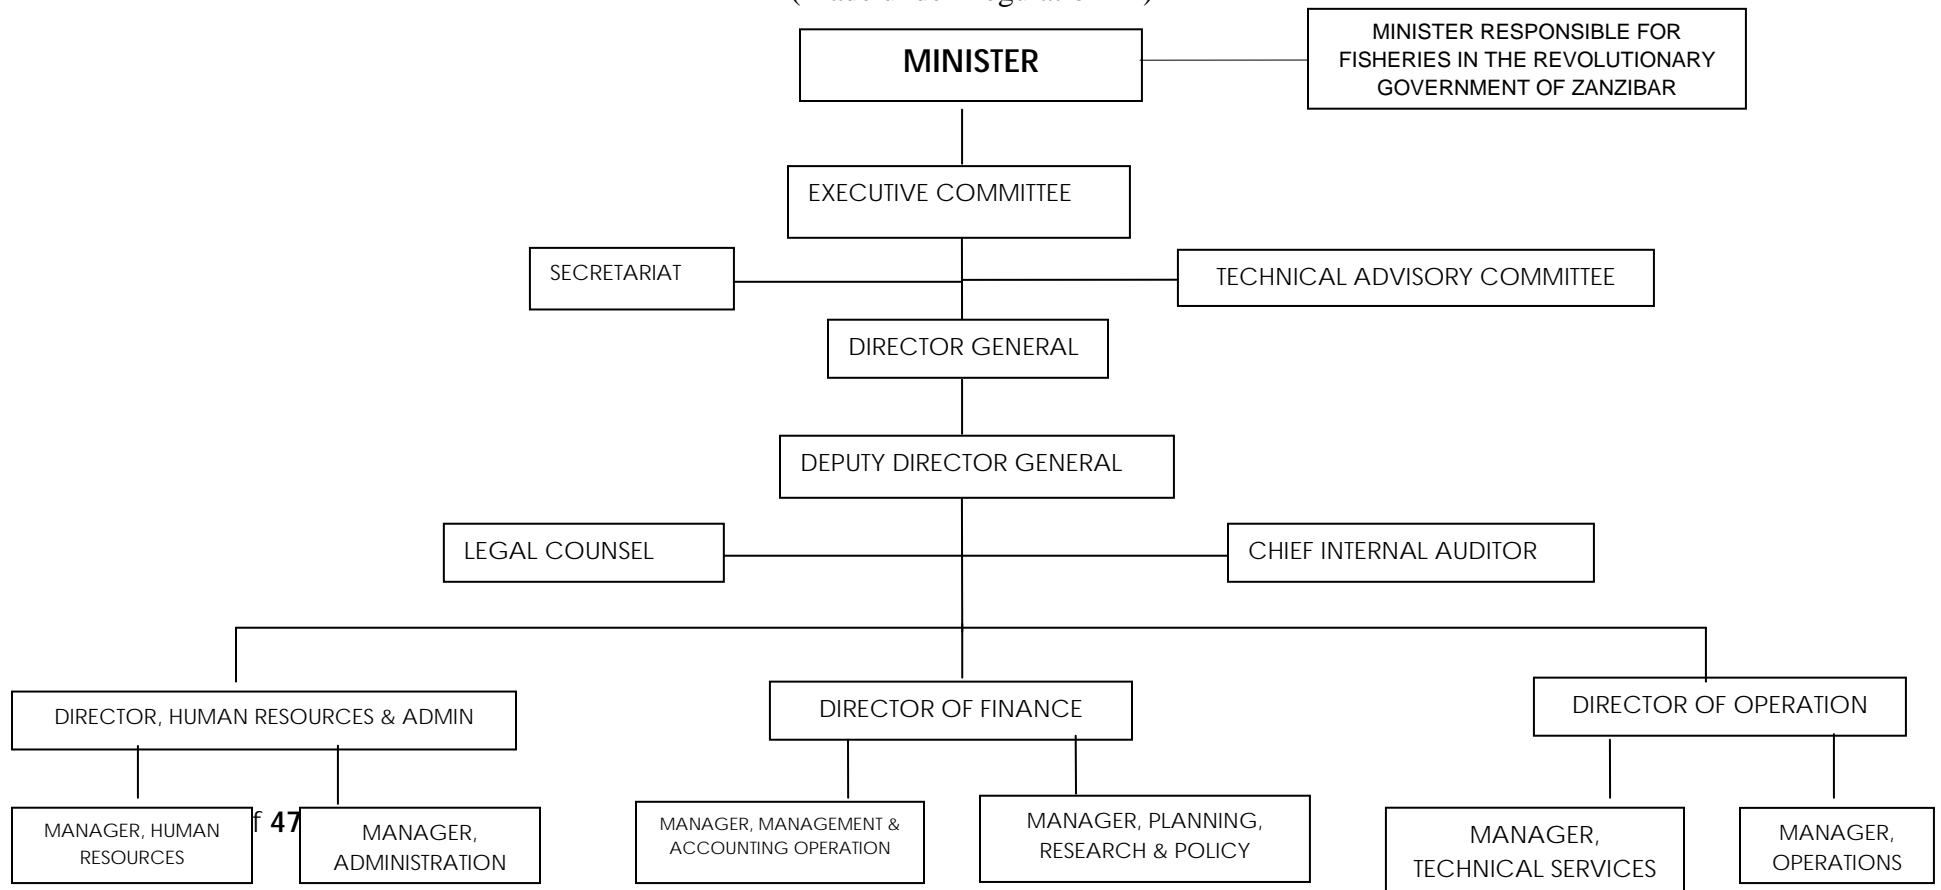 MINISTER
MINISTER RESPONSIBLE FOR
FISHERIES IN THE REVOLUTIONARY
GOVERNMENT OF ZANZIBAR
EXECUTIVE COMMITTEE
SECRETARIAT
TECHNICAL ADVISORY COMMITTEE
DIRECTOR GENERAL
DEPUTY DIRECTOR GENERAL
LEGAL COUNSEL
CHIEF INTERNAL AUDITOR
DIRECTOR, HUMAN RESOURCES & ADMIN
DIRECTOR OF FINANCE
DIRECTOR OF OPERATION
MANAGER, HUMAN
RESOURCES
47
MANAGER,
ADMINISTRATION
MANAGER, MANAGEMENT &
ACCOUNTING OPERATION
MANAGER, PLANNING,
RESEARCH & POLICY
MANAGER,
TECHNICAL SERVICES
MANAGER,
OPERATIONS